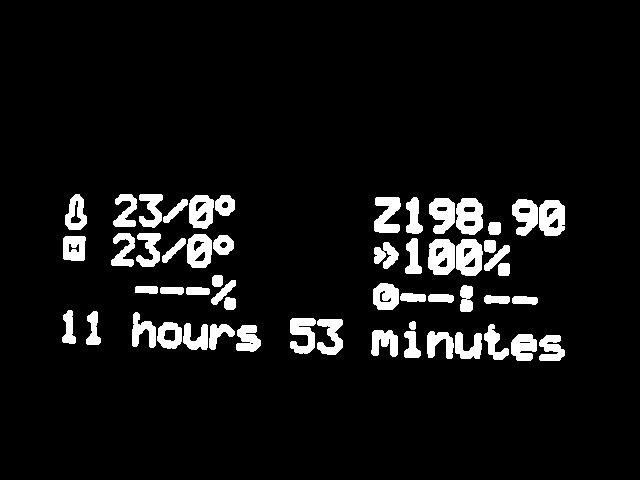 23/0° Z198.90
23/0° »100%
---% --:--
11 hours 53 minutes